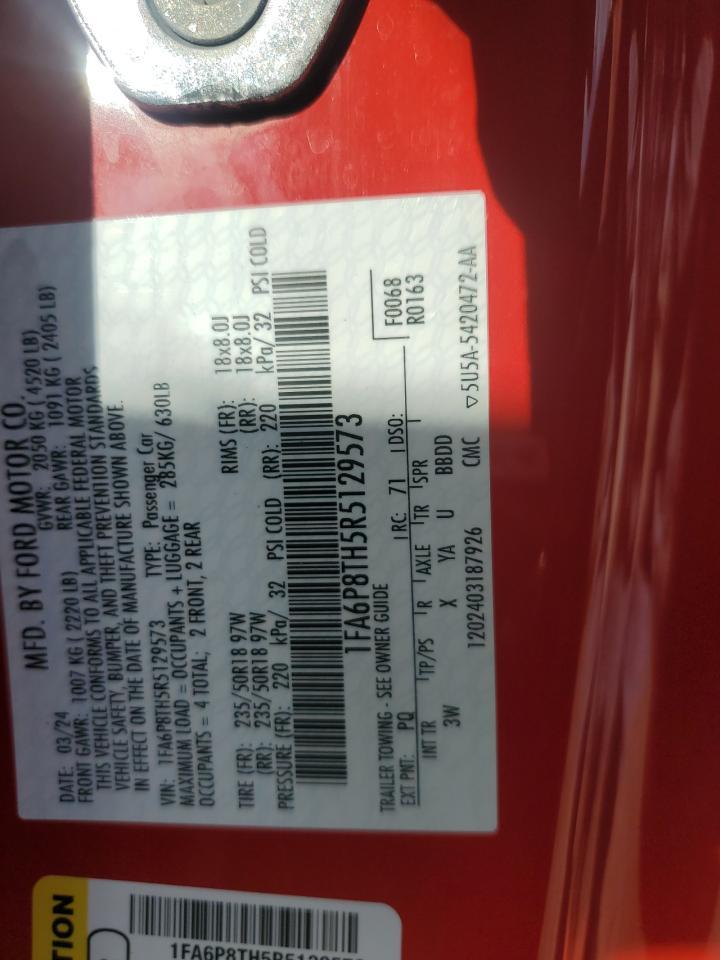 MFD. BY FORD MOTOR CO.
DATE: 03/24 GVWR: 2050 KG ( 4520 LB)
FRONT GAWR: 1007 KG ( 2220 LB) REAR GAWR: 1091 KG ( 2405 LB)
THIS VEHICLE CONFORMS TO ALL APPLICABLE FEDERAL MOTOR
VEHICLE SAFETY, BUMPER, AND THEFT PREVENTION STANDARDS
IN EFFECT ON THE DATE OF MANUFACTURE SHOWN ABOVE.
VIN: 1FA6P8TH5R5129573 TYPE: Passenger Car
MAXIMUM LOAD = OCCUPANTS + LUGGAGE = 285KG/ 630LB
OCCUPANTS = 4 TOTAL; 2 FRONT, 2 REAR
TIRE (FR): 235/50R18 97W RIMS (FR): 18x8.0J
(RR): 235/50R18 97W (RR): 18x8.0J
PRESSURE (FR): 220 kPa/ 32 PSI COLD (RR): 220 kPa/ 32 PSI COLD
1FA6P8TH5R5129573
TRAILER TOWING - SEE OWNER GUIDE
EXT PNT: PQ RC: 71 DSO: F0068
R0163
INT TR TP/PS R AXLE TR SPR
3W X YA U BBDD
1202403187926 CMC ▽5U5A-5420472-AA
TION